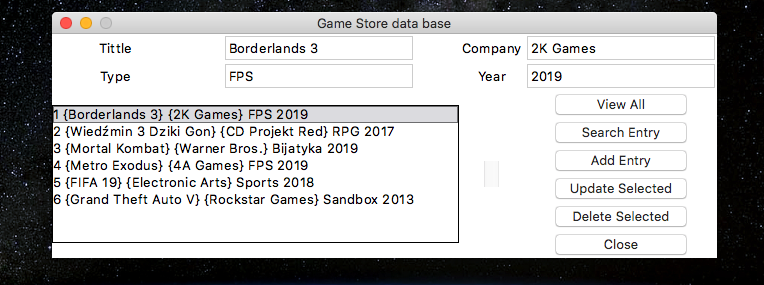 Game Store data base
Tittle Borderlands 3 Company 2K Games
Type FPS Year 2019
1 {Borderlands 3} {2K Games} FPS 2019
2 {Wiedźmin 3 Dziki Gon} {CD Projekt Red} RPG 2017
3 {Mortal Kombat} {Warner Bros.} Bijatyka 2019
4 {Metro Exodus} {4A Games} FPS 2019
5 {FIFA 19} {Electronic Arts} Sports 2018
6 {Grand Theft Auto V} {Rockstar Games} Sandbox 2013
View All
Search Entry
Add Entry
Update Selected
Delete Selected
Close